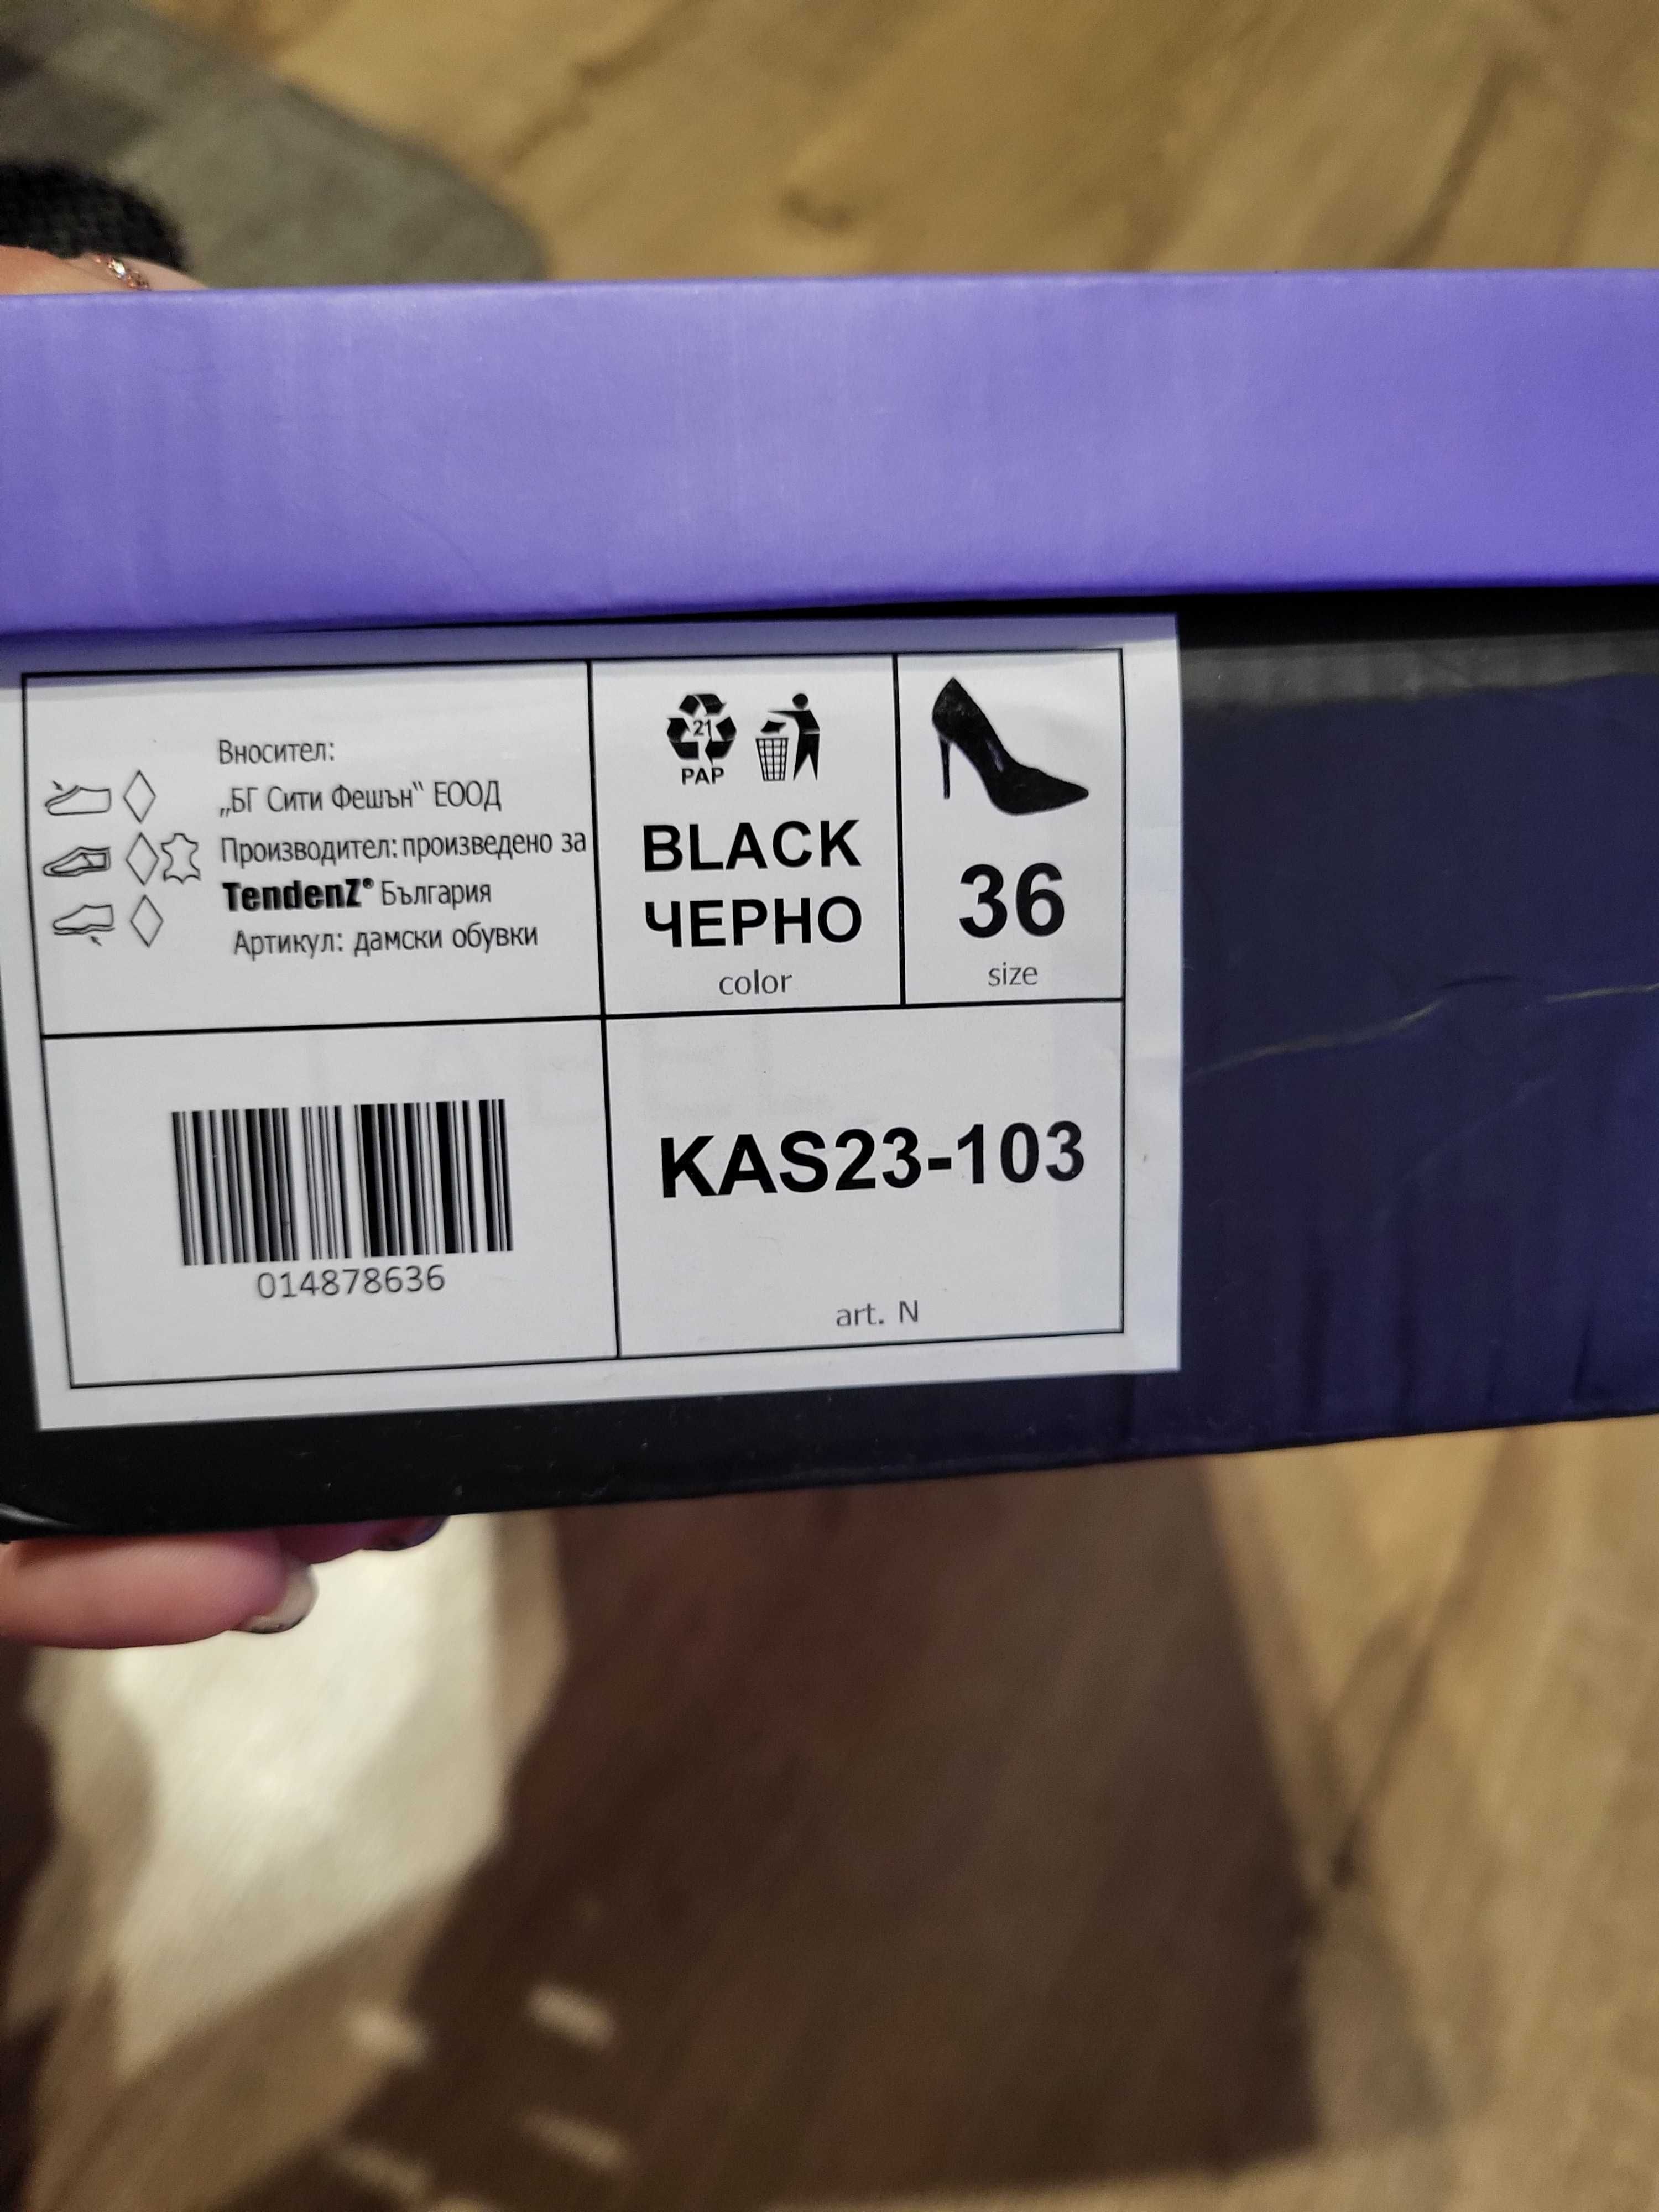 Вносител:
„БГ Сити Фешън“ ЕООД
Производител: произведено за
TendenZ® България
Артикул: дамски обувки
21
PAP
BLACK
ЧЕРНО
color
36
size
014878636
KAS23-103
art. N